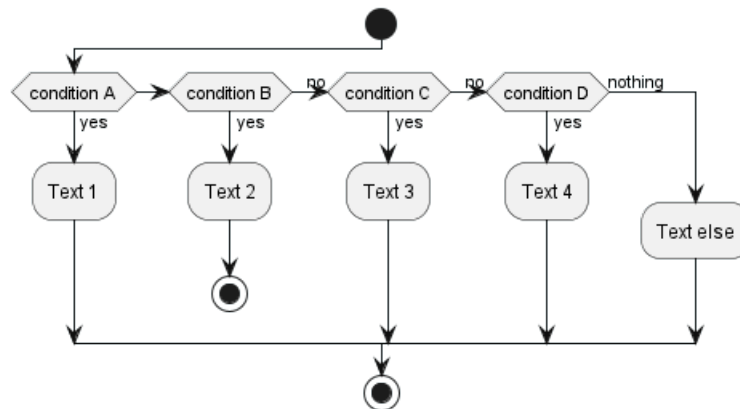 condition A
condition B
no
condition C
no
condition D
nothing
yes
yes
yes
yes
Text 1
Text 2
Text 3
Text 4
Text else